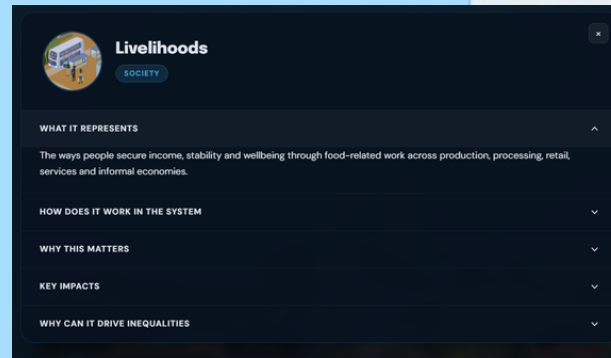 Livelihoods
SOCIETY
WHAT IT REPRESENTS
The ways people secure income, stability and wellbeing through food-related work across production, processing, retail,
services and informal economies.
HOW DOES IT WORK IN THE SYSTEM
WHY THIS MATTERS
KEY IMPACTS
WHY CAN IT DRIVE INEQUALITIES